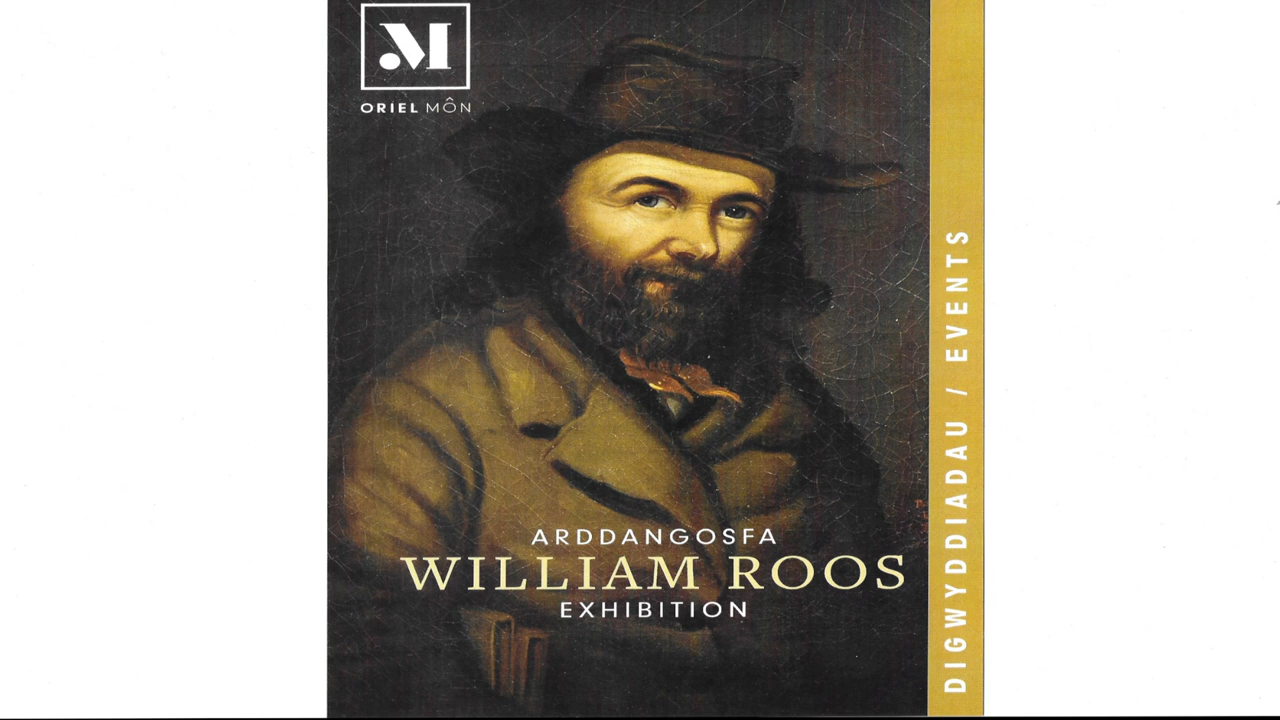 M
ORIEL MÔN
ARDDANGOSFA
WILLIAM ROOS
EXHIBITION
DIGWYDDIADAU / EVENTS